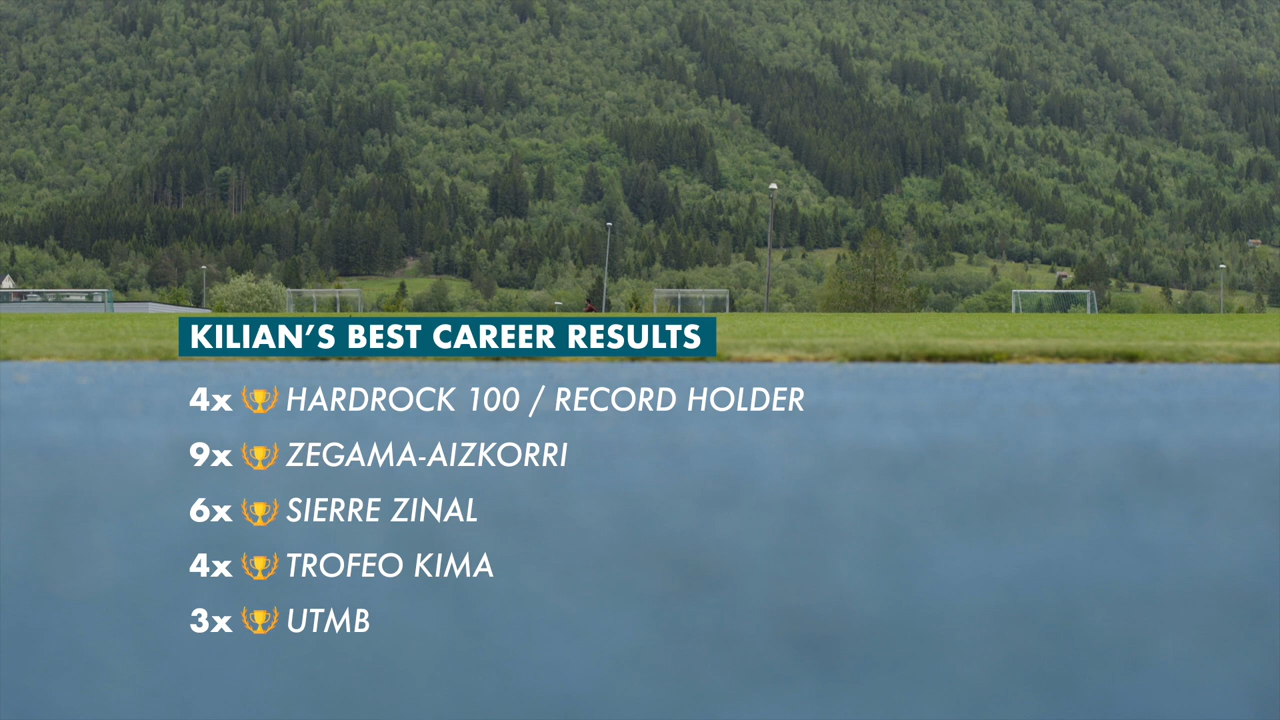 KILIAN'S BEST CAREER RESULTS
4x HARDROCK 100 / RECORD HOLDER
9x ZEGAMA-AIZKORRI
6x SIERRE ZINAL
4x TROFEO KIMA
3x UTMB